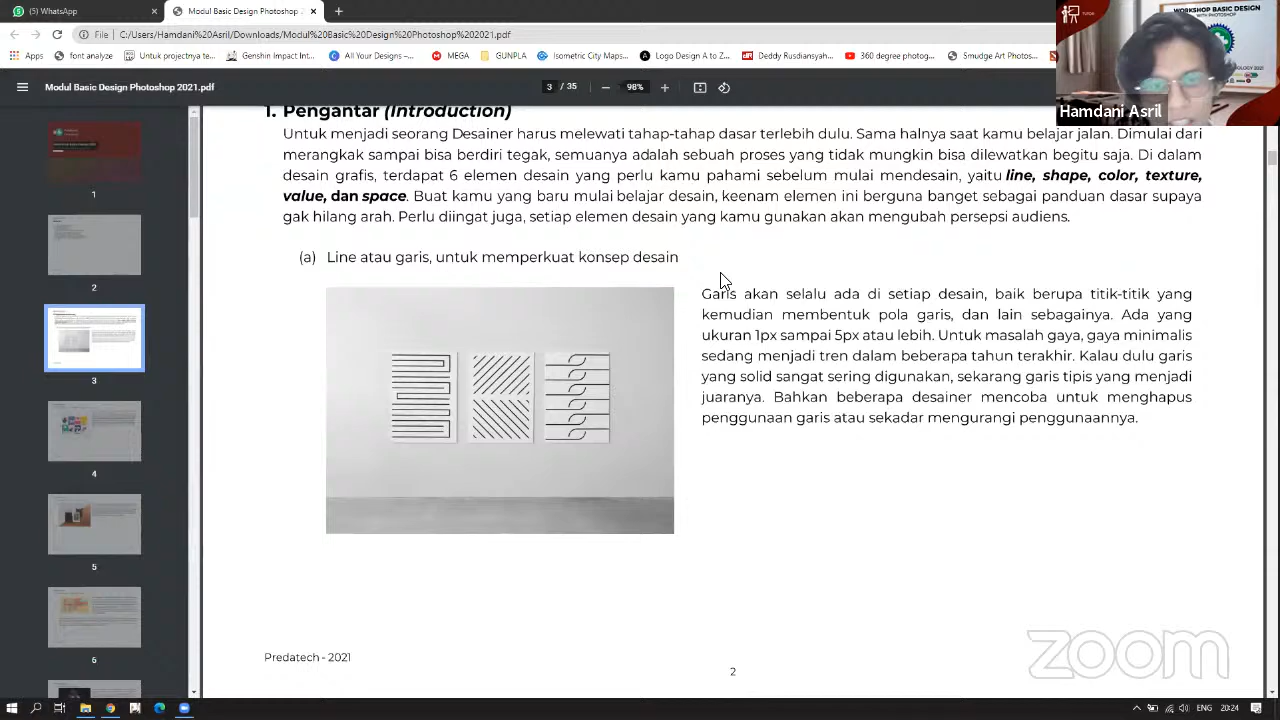 (5) WhatsApp
Modul Basic Design Photoshop 2021
File | C:/Users/Hamdani%20Asril/Downloads/Modul%20Basic%20Design%20Photoshop%202021.pdf
Apps
font analyze
Untuk projectnya te...
Genshin Impact Int...
All Your Designs –...
MEGA
GUNPLA
Isometric City Maps...
Logo Design A to Z...
Deddy Rusdiansyah...
360 degree photog...
Smudge Art Photos...
Modul Basic Design Photoshop 2021.pdf
3 / 35
98%
WORKSHOP BASIC DESIGN
WITH PHOTOSHOP
TUTOR
Hamdani Asril
1. Pengantar (Introduction)
Untuk menjadi seorang Desainer harus melewati tahap-tahap dasar terlebih dulu. Sama halnya saat kamu belajar jalan. Dimulai dari
merangkak sampai bisa berdiri tegak, semuanya adalah sebuah proses yang tidak mungkin bisa dilewatkan begitu saja. Di dalam
desain grafis, terdapat 6 elemen desain yang perlu kamu pahami sebelum mulai mendesain, yaitu line, shape, color, texture,
value, dan space. Buat kamu yang baru mulai belajar desain, keenam elemen ini berguna banget sebagai panduan dasar supaya
gak hilang arah. Perlu diingat juga, setiap elemen desain yang kamu gunakan akan mengubah persepsi audiens.
(a) Line atau garis, untuk memperkuat konsep desain
Garis akan selalu ada di setiap desain, baik berupa titik-titik yang
kemudian membentuk pola garis, dan lain sebagainya. Ada yang
ukuran 1px sampai 5px atau lebih. Untuk masalah gaya, gaya minimalis
sedang menjadi tren dalam beberapa tahun terakhir. Kalau dulu garis
yang solid sangat sering digunakan, sekarang garis tipis yang menjadi
juaranya. Bahkan beberapa desainer mencoba untuk menghapus
penggunaan garis atau sekadar mengurangi penggunaannya.
Predatech - 2021
2
1
2
3
4
5
6
zoom
20:24